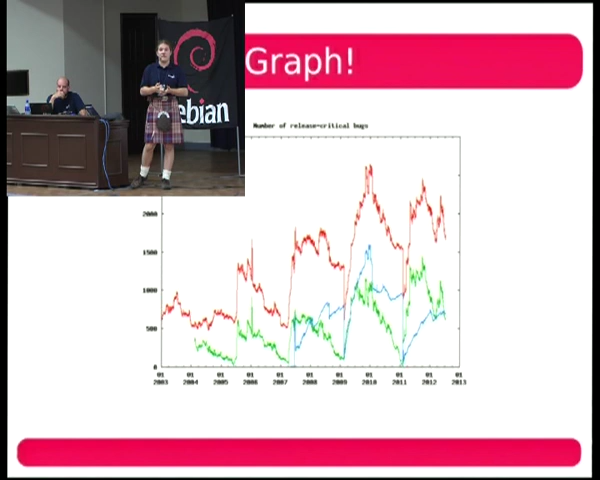 Graph!
ebian
Number of release-critical bugs
2000
1500
1000
500
0
01 01 01 01 01 01 01 01 01 01 01
2003 2004 2005 2006 2007 2008 2009 2010 2011 2012 2013